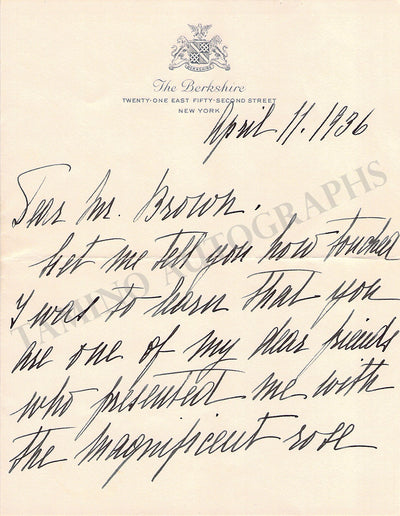 BERKSHIRE
The Berkshire
TWENTY-ONE EAST FIFTY-SECOND STREET
NEW YORK
April 11. 1936
Dear Mr. Brown.
Let me tell you how touched
I was to learn that you
are one of my dear friends
who presented me with
the magnificent rose
TAMINO AUTOGRAPHS